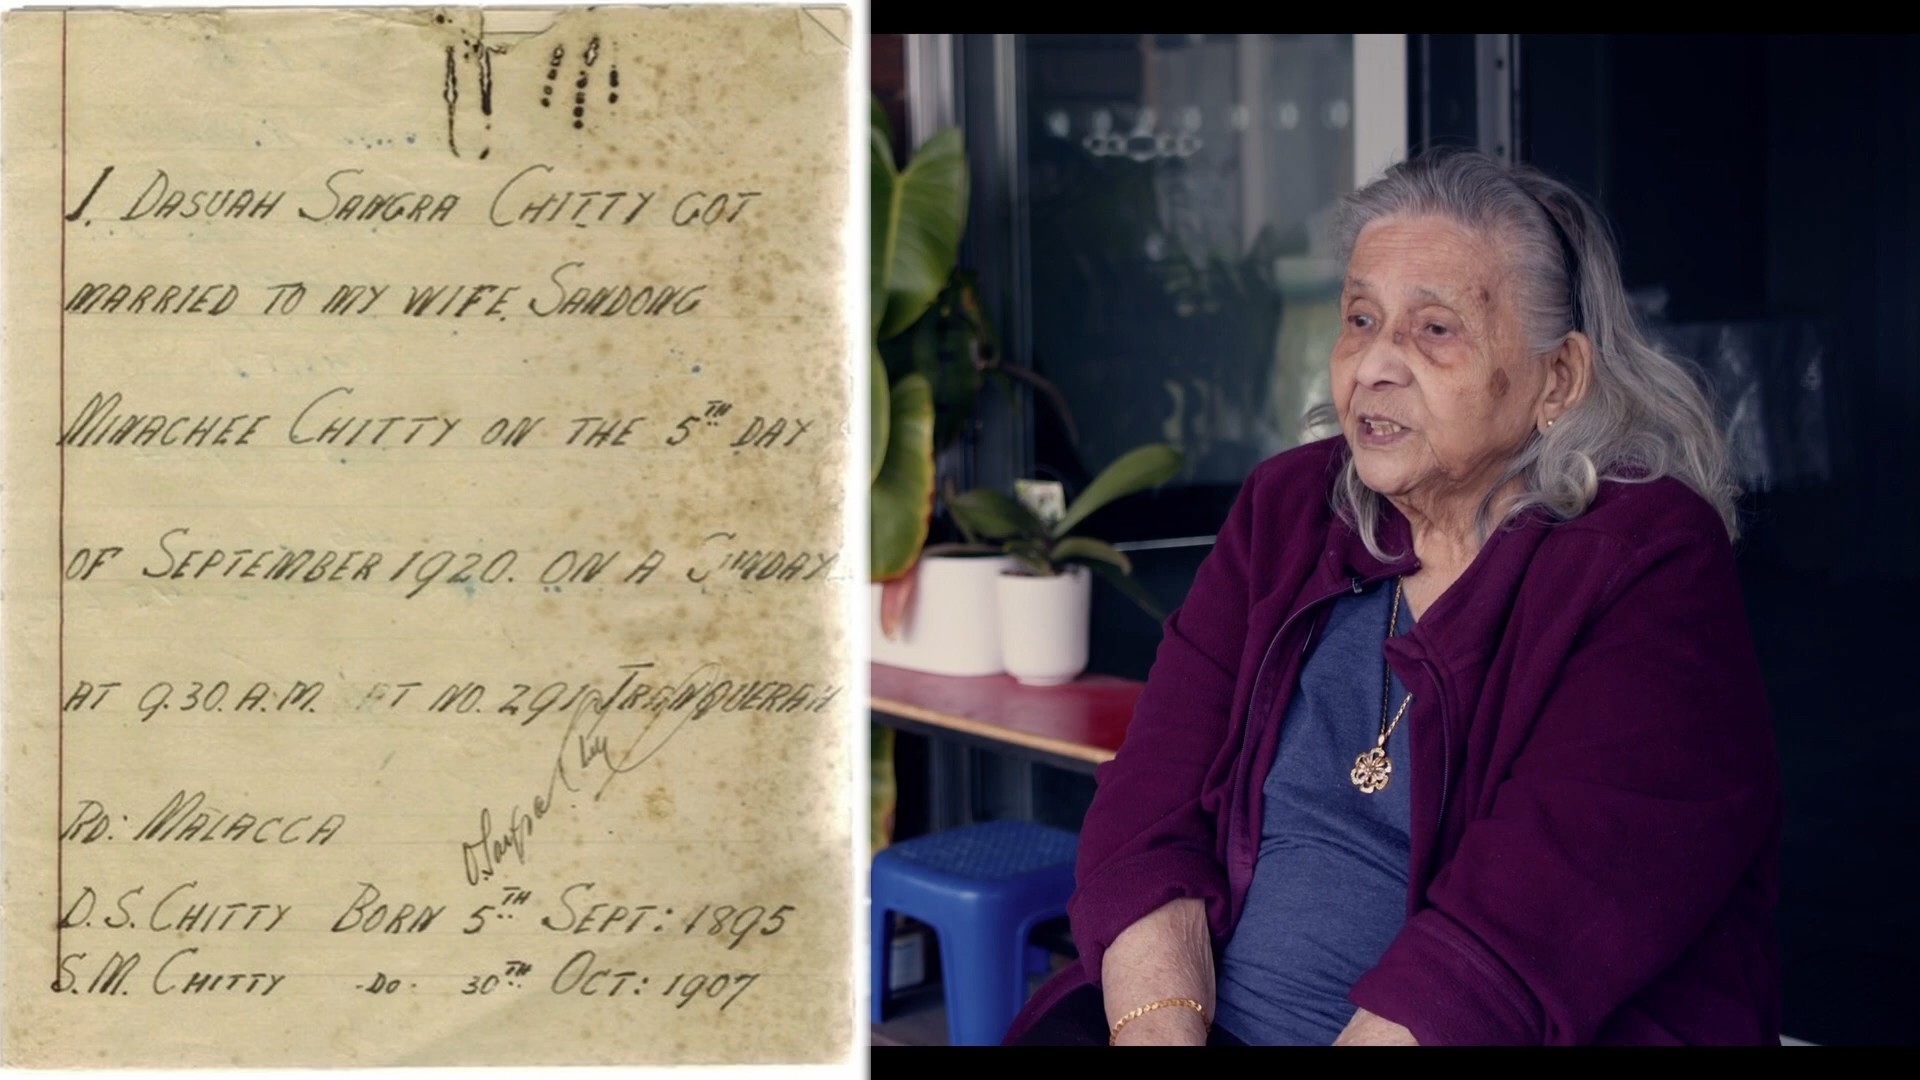 I, DASUAH SANGRA CHITTY GOT
MARRIED TO MY WIFE, SANDONG
MINACHEE CHITTY ON THE 5TH DAY
OF SEPTEMBER 1920. ON A SUNDAY
AT 9.30.A.M. AT NO. 291 TRANQUERAH
RD: MALACCA
D.S. CHITTY BORN 5TH SEPT: 1895
S.M. CHITTY -DO- 30TH OCT: 1907